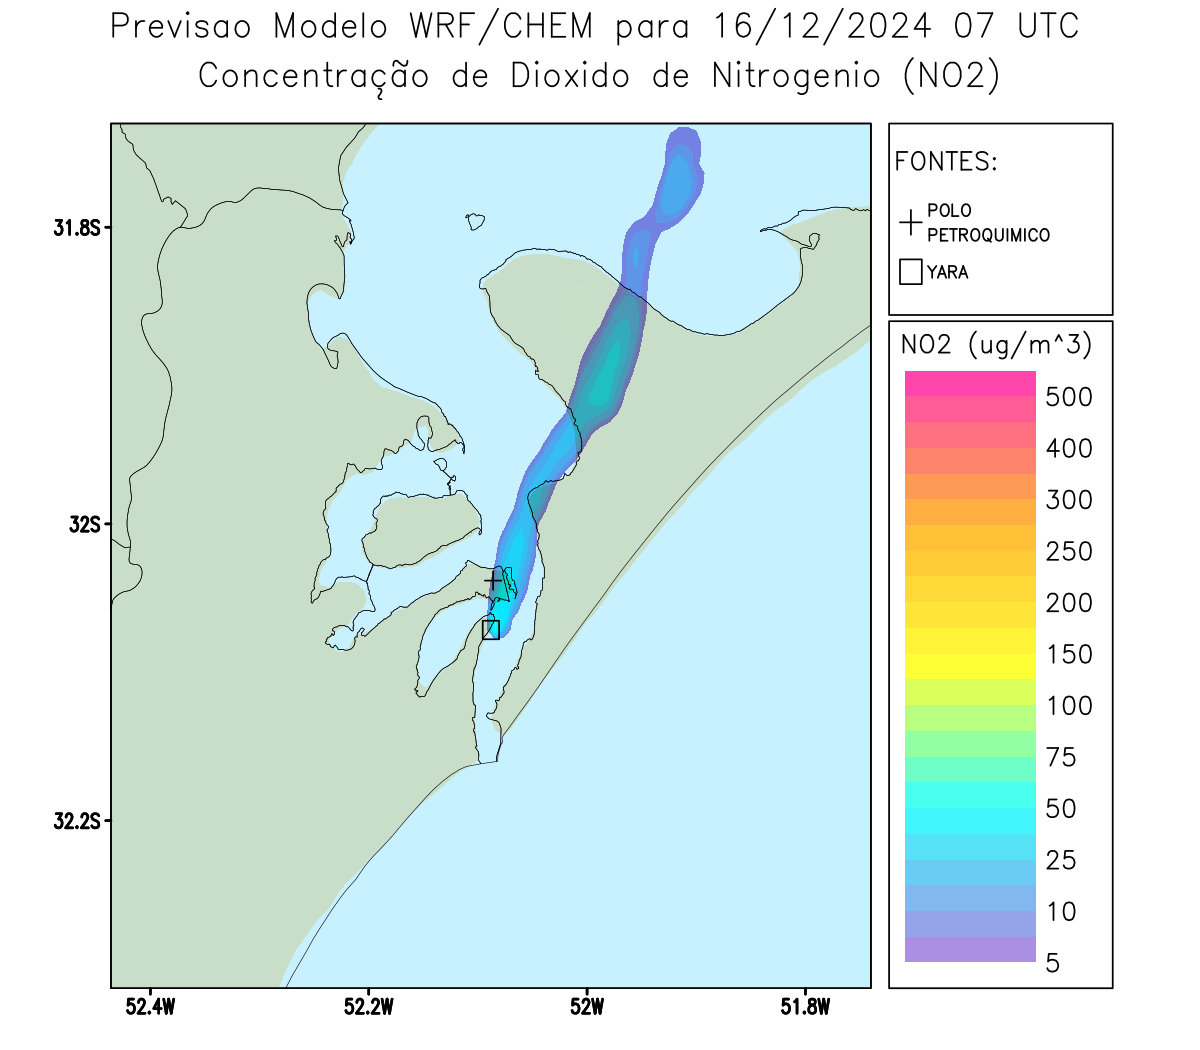 Previsao Modelo WRF/CHEM para 16/12/2024 07 UTC
Concentração de Dioxido de Nitrogenio (NO2)
FONTES:
POLO
PETROQUIMICO
YARA
NO2 (ug/m^3)
500
400
300
250
200
150
100
75
50
25
10
5
31.8S
32S
32.2S
52.4W
52.2W
52W
51.8W